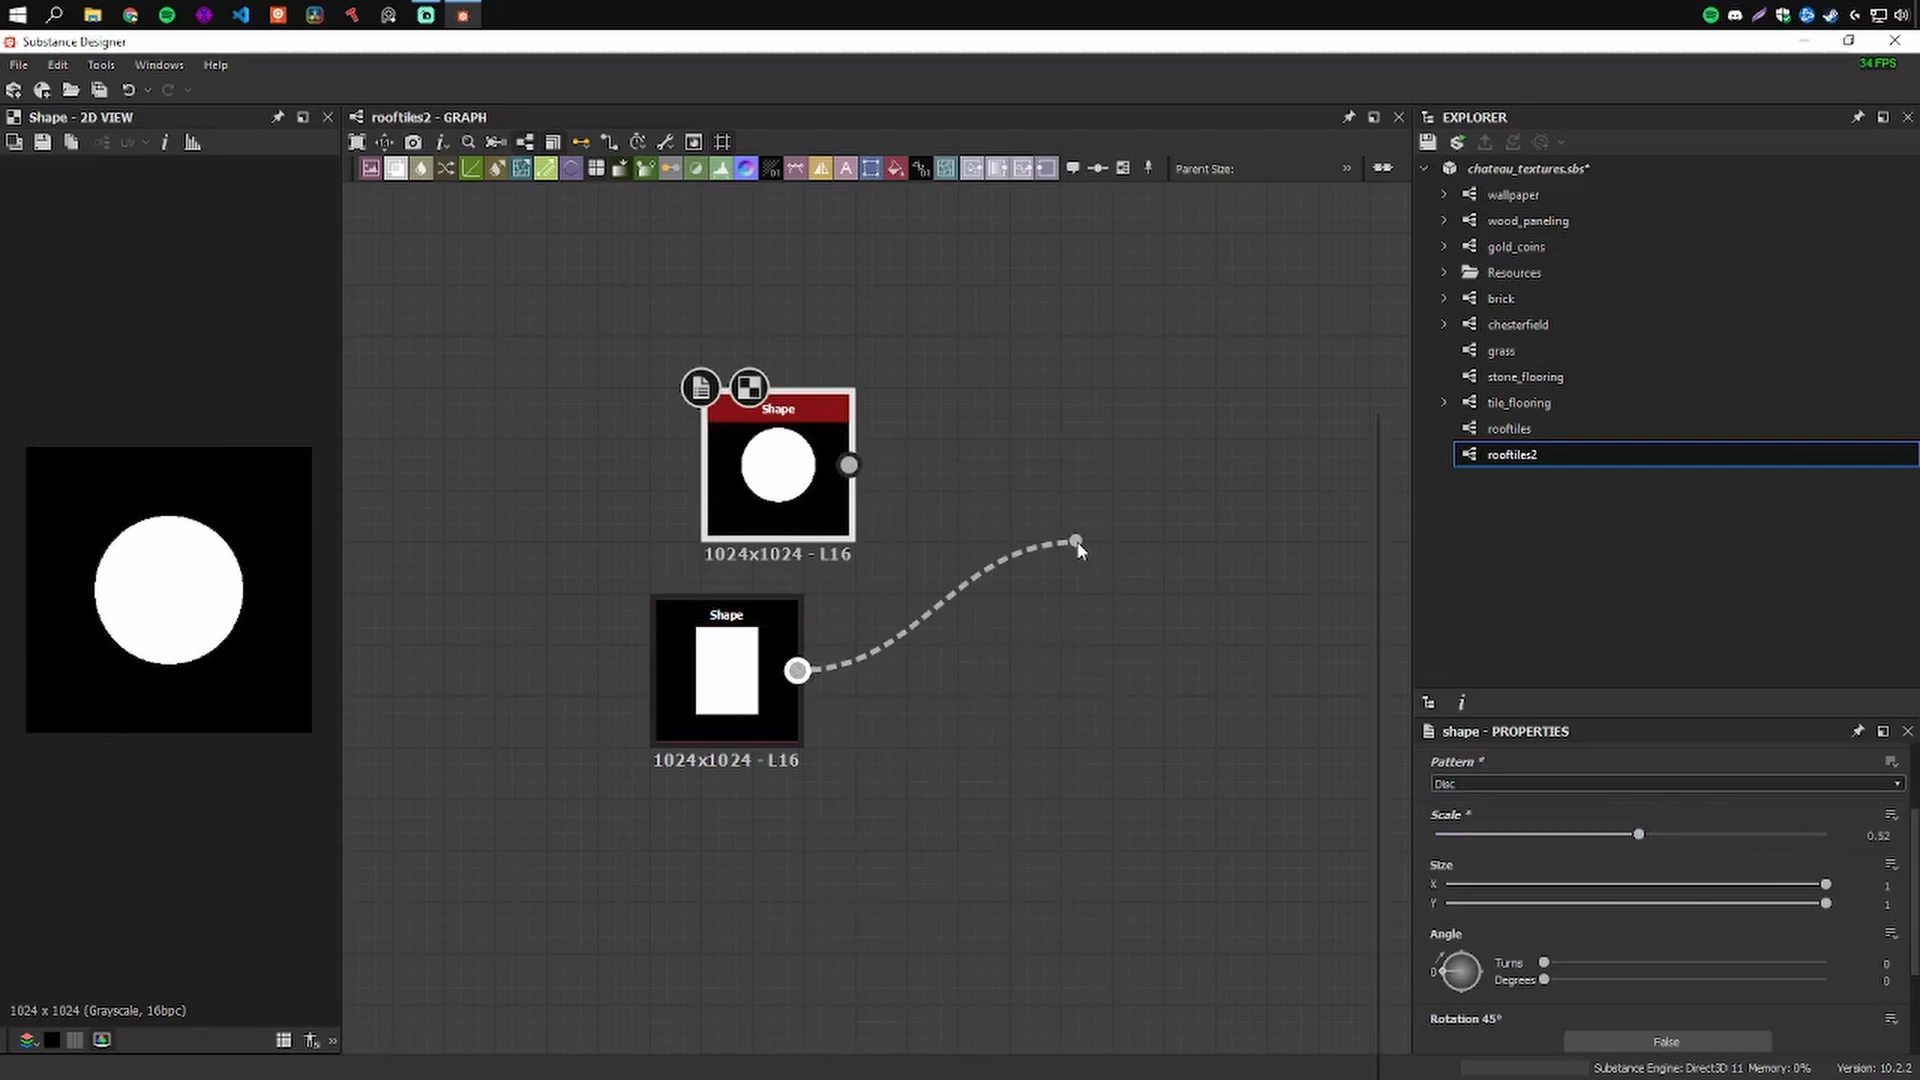 Substance Designer
File Edit Tools Windows Help
34 FPS
Shape - 2D VIEW
rooftiles2 - GRAPH
EXPLORER
UV
Parent Size:
chateau_textures.sbs*
wallpaper
wood_paneling
gold_coins
Resources
brick
chesterfield
grass
stone_flooring
tile_flooring
rooftiles
rooftiles2
Shape
1024x1024 - L16
Shape
1024x1024 - L16
shape - PROPERTIES
Pattern *
Disc
Scale *
0.52
Size
X 1
Y 1
Angle
0 Turns 0
Degrees 0
Rotation 45°
False
1024 x 1024 (Grayscale, 16bpc)
Substance Engine: Direct3D 11 Memory: 0% Version: 10.2.2